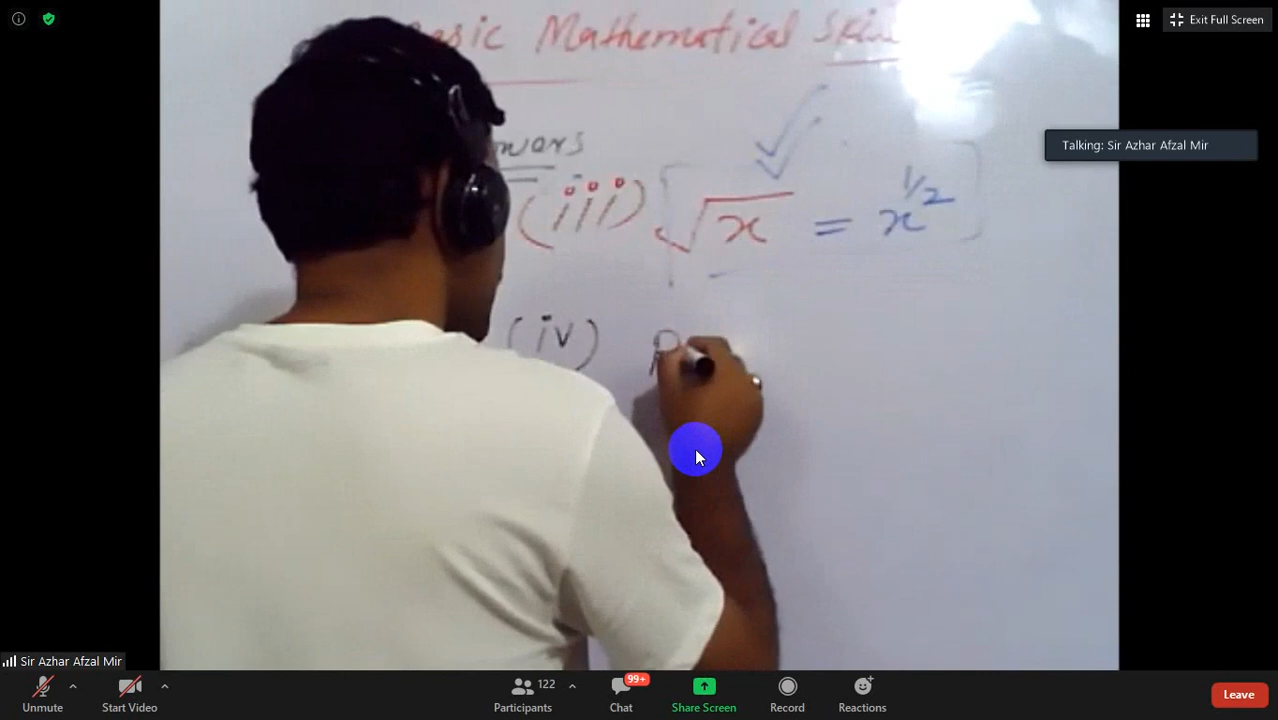 Exit Full Screen
Basic Mathematical
Talking: Sir Azhar Afzal Mir
(iii) √x = x^1/2
(iv) P
Sir Azhar Afzal Mir
Unmute
Start Video
122
Participants
99+
Chat
Share Screen
Record
Reactions
Leave